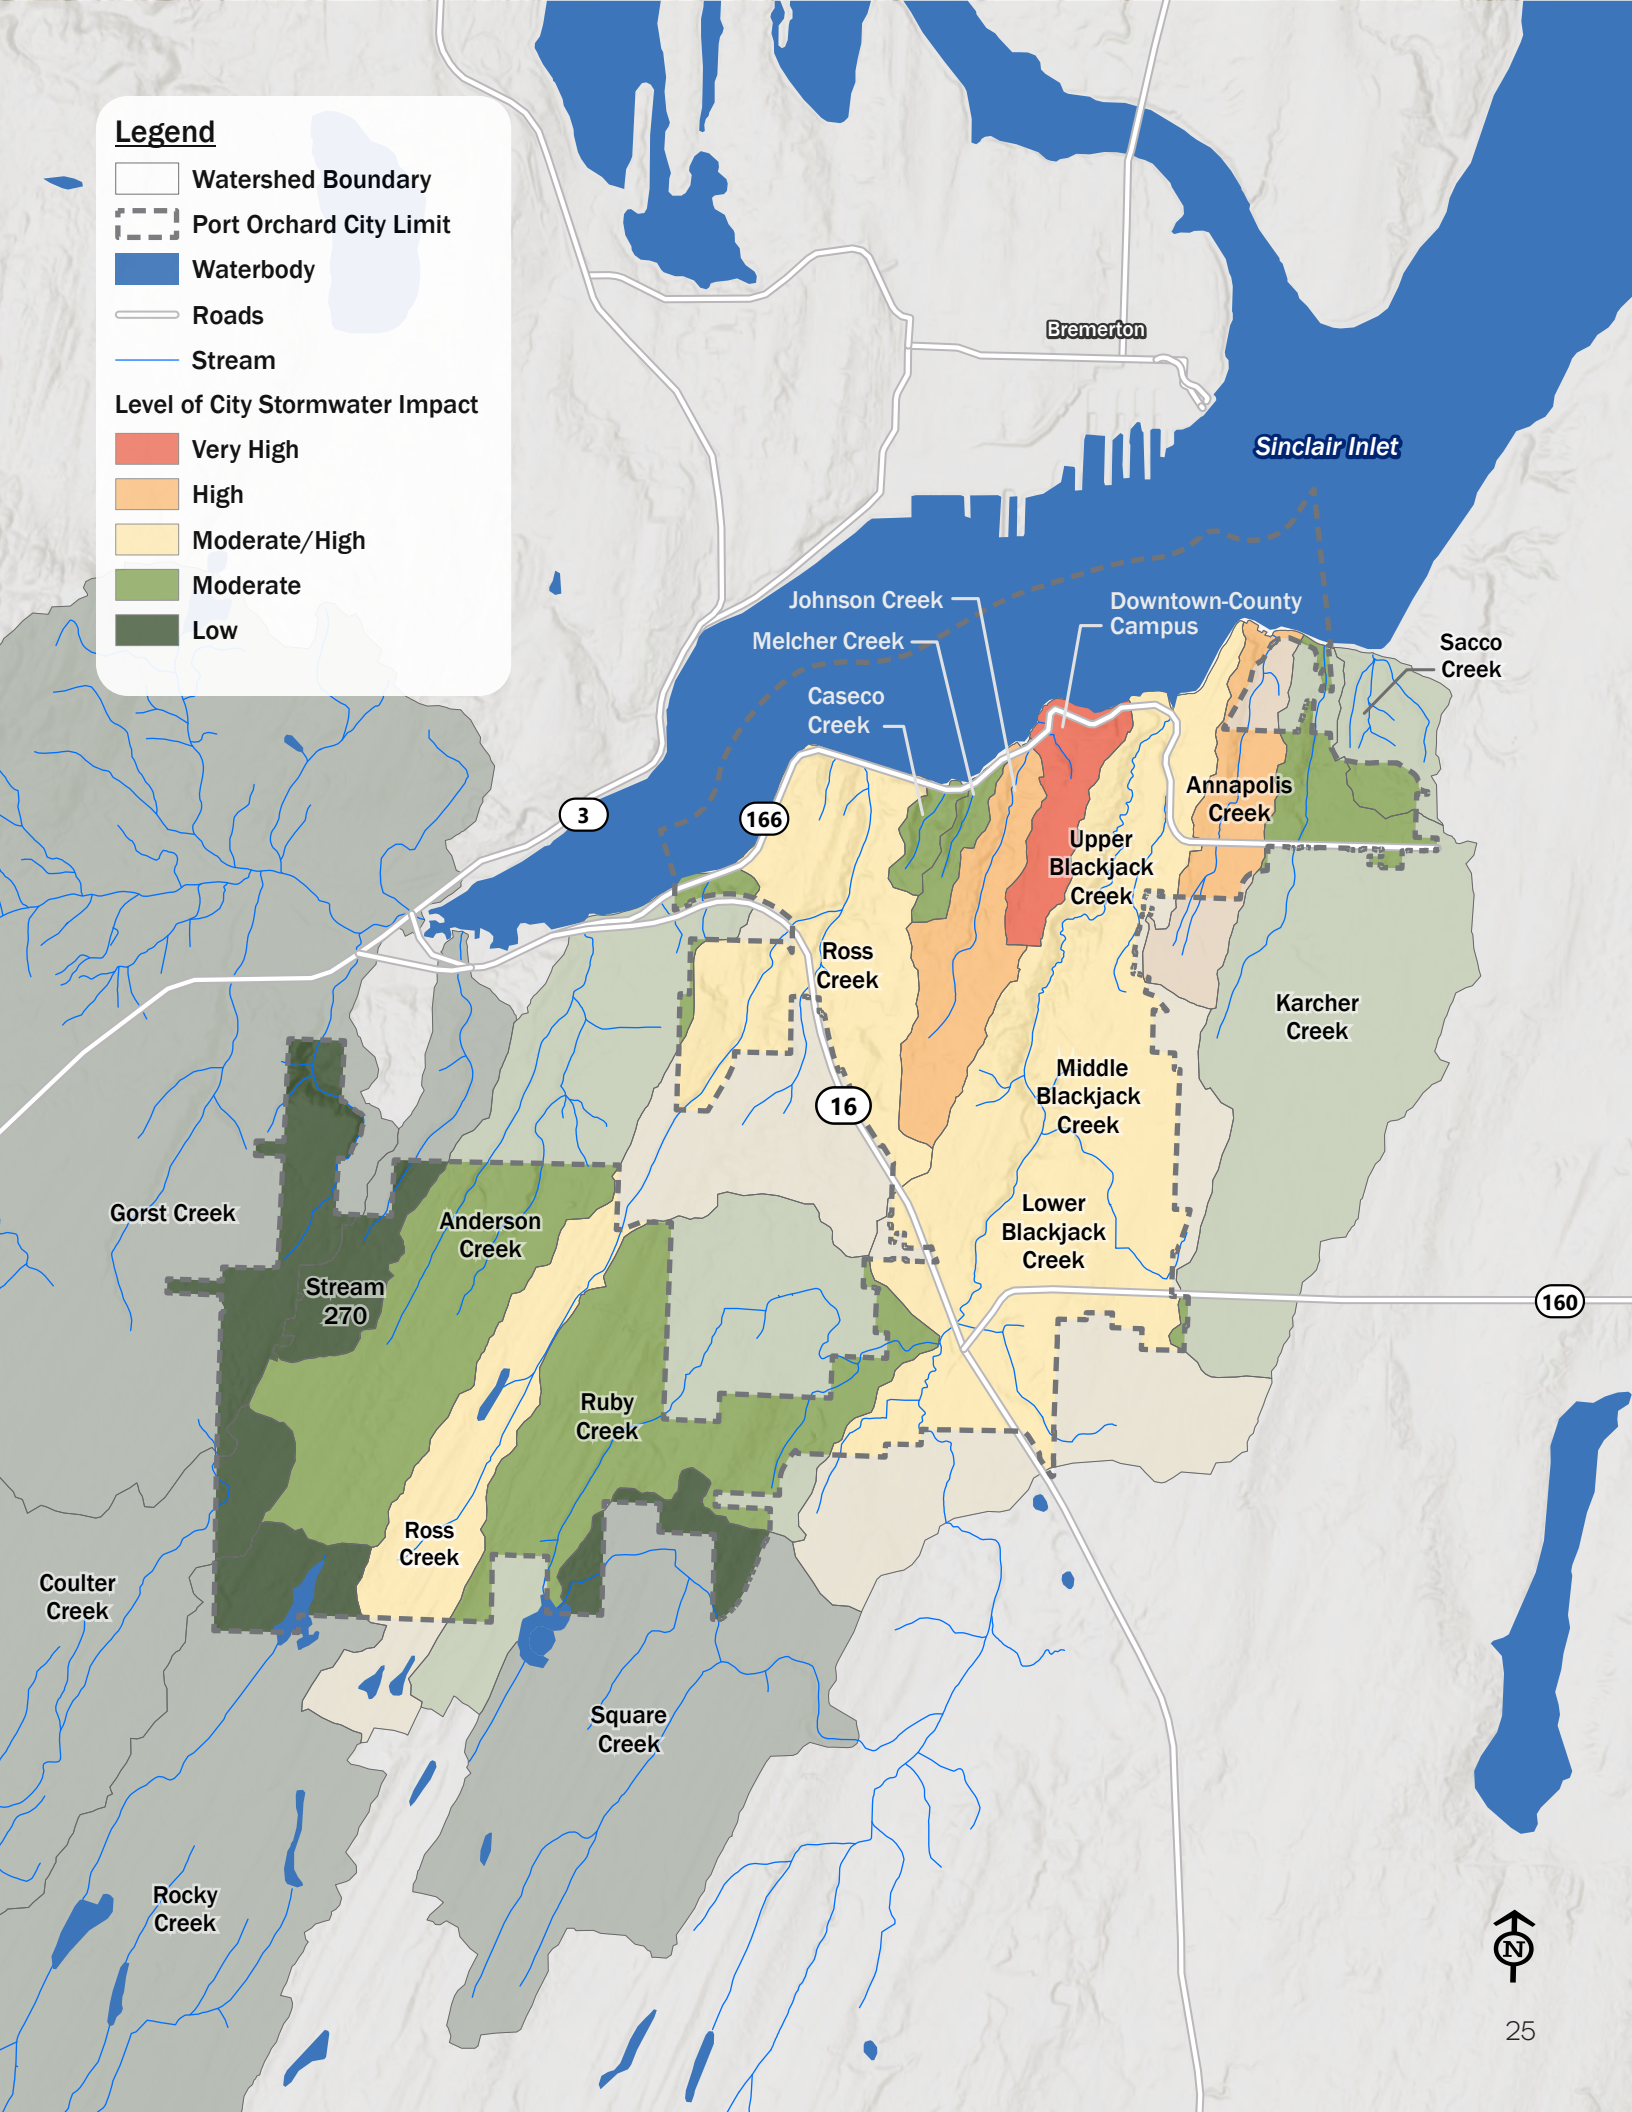 Legend
Watershed Boundary
Port Orchard City Limit
Waterbody
Roads
Stream
Level of City Stormwater Impact
Very High
High
Moderate/High
Moderate
Low
Bremerton
Sinclair Inlet
Johnson Creek
Melcher Creek
Caseco
Creek
Downtown-County
Campus
Sacco
Creek
3
166
Annapolis
Creek
Upper
Blackjack
Creek
Ross
Creek
Karcher
Creek
Middle
Blackjack
Creek
16
Gorst Creek
Anderson
Creek
Lower
Blackjack
Creek
Stream
270
160
Ruby
Creek
Ross
Creek
Coulter
Creek
Square
Creek
Rocky
Creek
N
25